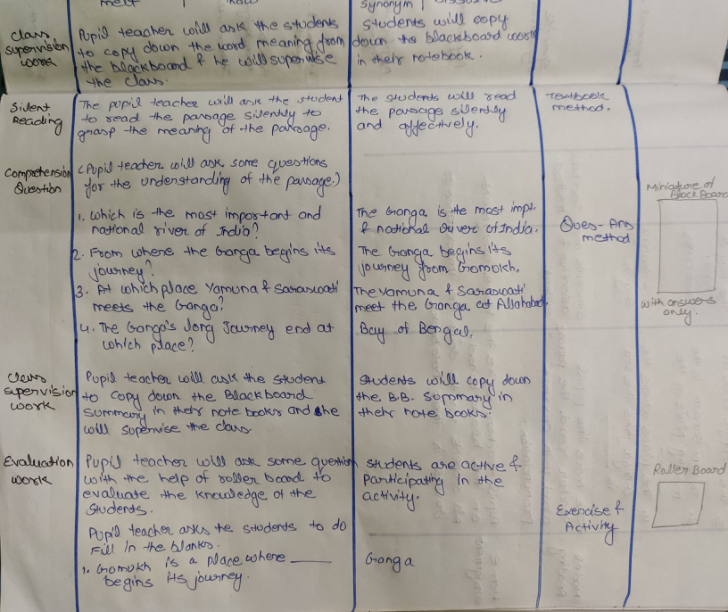 melt
synonym
Class
supervision
work
Pupil teacher will ask the students
to copy down the word meaning from
the blackboard & he will supervise
the class.
Students will copy
down the blackboard work
in their notebook.
Silent
Reading
The pupil teacher will ask the student
to read the passage silently to
grasp the meaning of the passage.
The students will read
the passage silently
and effectively.
Textbook
method.
Comprehension
Question
(Pupil teacher will ask some questions
for the understanding of the passage.)
1. Which is the most important and
national river of India?
The Ganga is the most impt.
& national River of India.
Ques-Ans
method
Miniature of
Black Board
with answers
only.
2. From where the Ganga begins its
journey?
The Ganga begins its
journey from Gomukh.
3. At which place Yamuna & Saraswati
meets the Ganga?
The Yamuna & Saraswati
meet the Ganga at Allahabad.
4. The Ganga's long Journey end at
which place?
Bay of Bengal.
Class
supervision
work
Pupil teacher will ask the student
to copy down the Blackboard
summary in their note books and she
will supervise the class
Students will copy down
the B.B. Summary in
their note books.
Evaluation
work
Pupil teacher will ask some question
with the help of roller board to
evaluate the knowledge of the
students.
Students are active &
Participating in the
activity.
Exercise &
Activity
Roller Board
Pupil teacher asks the students to do
fill in the blanks.
1. Gomukh is a place where ____
begins its journey.
Ganga